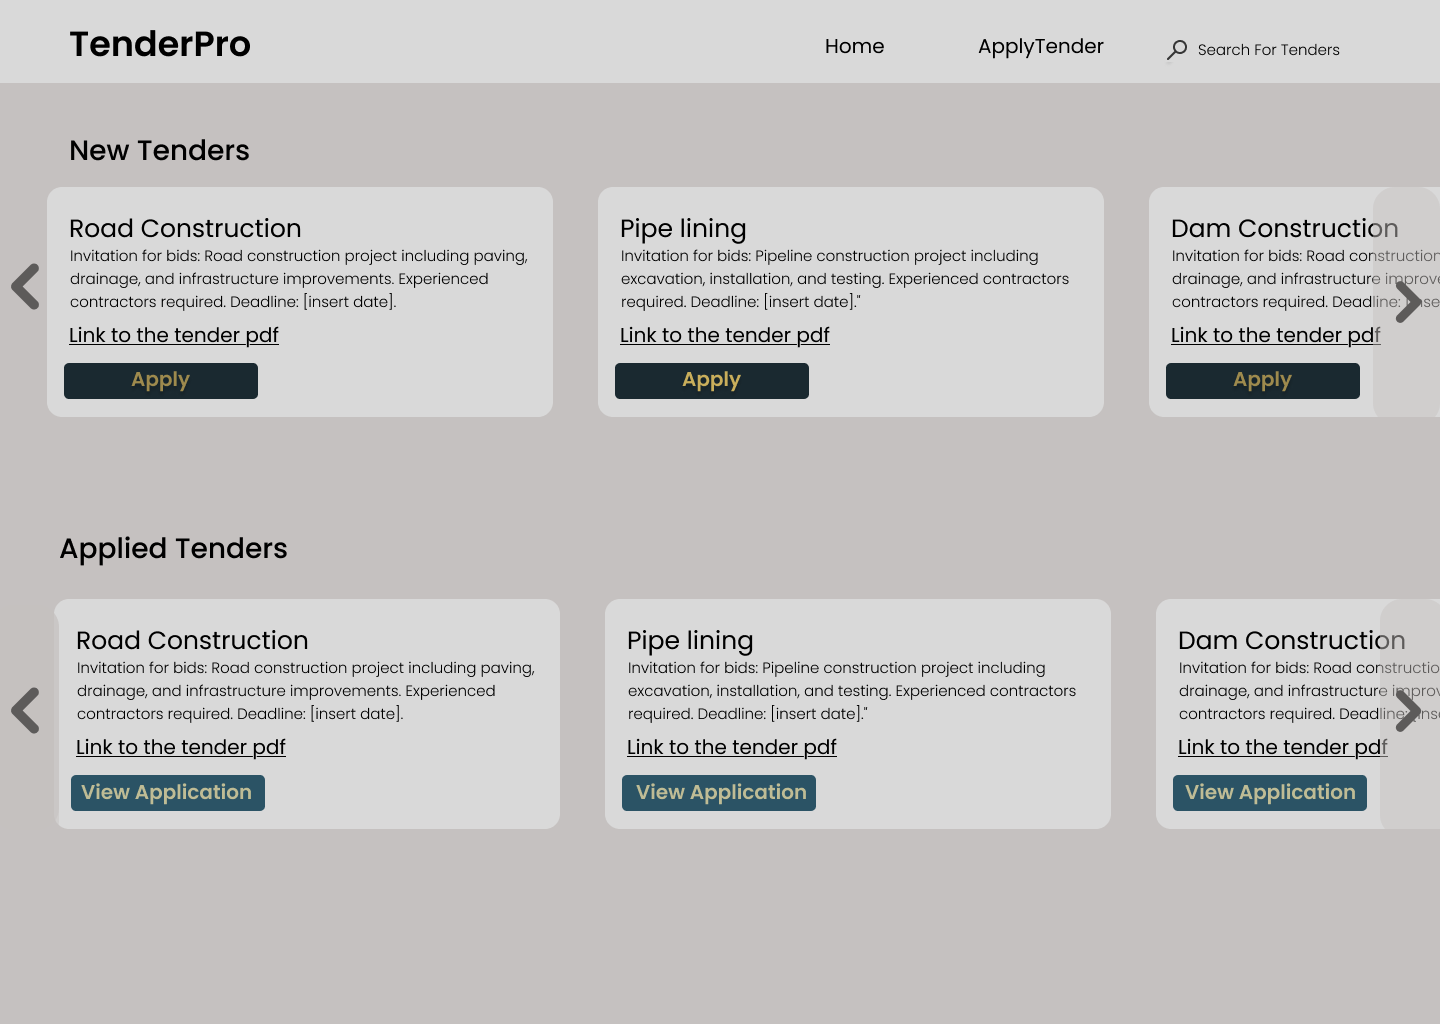 TenderPro
Home
ApplyTender
Search For Tenders
New Tenders
Road Construction
Invitation for bids: Road construction project including paving,
drainage, and infrastructure improvements. Experienced
contractors required. Deadline: [insert date].
Link to the tender pdf
Apply
Pipe lining
Invitation for bids: Pipeline construction project including
excavation, installation, and testing. Experienced contractors
required. Deadline: [insert date]."
Link to the tender pdf
Apply
Dam Construction
Invitation for bids: Road construction
drainage, and infrastructure improve
contractors required. Deadline: [inse
Link to the tender pdf
Apply
Applied Tenders
Road Construction
Invitation for bids: Road construction project including paving,
drainage, and infrastructure improvements. Experienced
contractors required. Deadline: [insert date].
Link to the tender pdf
View Application
Pipe lining
Invitation for bids: Pipeline construction project including
excavation, installation, and testing. Experienced contractors
required. Deadline: [insert date]."
Link to the tender pdf
View Application
Dam Construction
Invitation for bids: Road constructio
drainage, and infrastructure improv
contractors required. Deadline: [ins
Link to the tender pdf
View Application